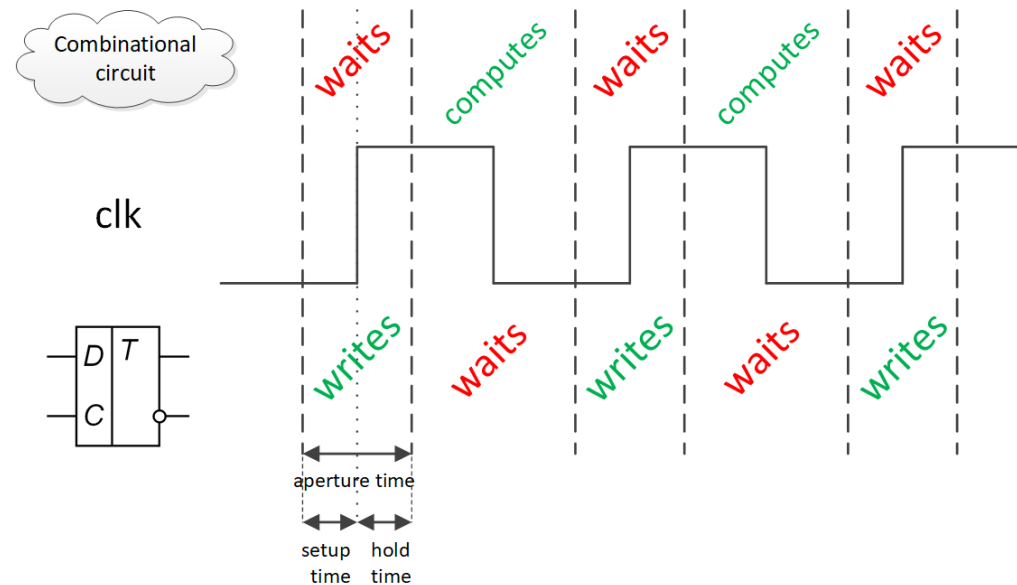 Combinational
circuit
waits
computes
waits
computes
waits
clk
D T
C
writes
waits
writes
waits
writes
aperture time
setup
time
hold
time